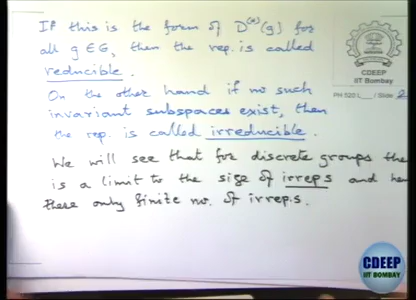 If this is the form of D⁽ᵃ⁾(g) for
all g ∈ G, then the rep. is called
reducible.
On the other hand if no such
invariant subspaces exist, then
the rep. is called irreducible.
We will see that for discrete groups the
is a limit to the size of irreps and hen
these only finite no. of irreps.
CDEEP
IIT Bombay
PH 520 L / Slide 2
CDEEP
IIT BOMBAY